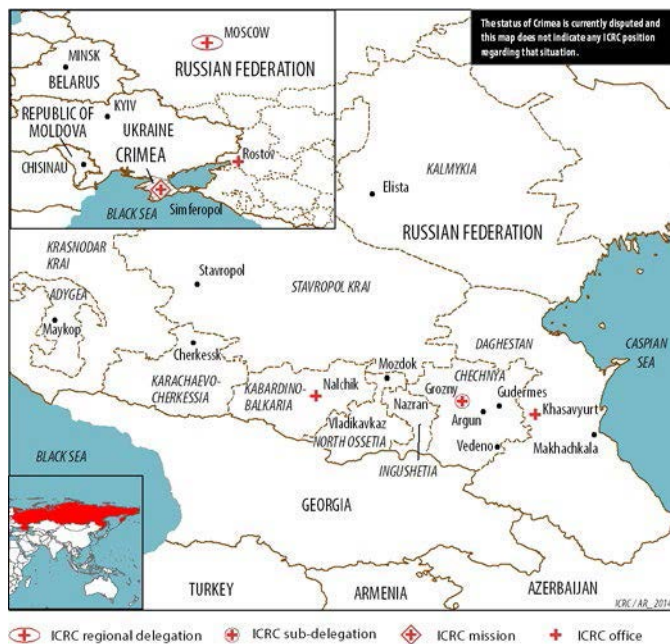 The status of Crimea is currently disputed and
this map does not indicate any ICRC position
regarding that situation.
MOSCOW
MINSK
BELARUS
RUSSIAN FEDERATION
KYIV
REPUBLIC OF
MOLDOVA
UKRAINE
CRIMEA
CHISINAU
Rostov
BLACK SEA
Simferopol
KALMYKIA
Elista
RUSSIAN FEDERATION
KRASNODAR
KRAI
ADYGEA
Maykop
Stavropol
STAVROPOL KRAI
Cherkessk
KARACHAEVO-
CHERKESSIA
DAGHESTAN
CASPIAN
SEA
Mozdok
CHECHNYA
KABARDINO-
BALKARIA
Nalchik
Grozny
Gudermes
Nazran
Argun
Khasavyurt
Vladikavkaz
NORTH OSSETIA
Vedeno
Makhachkala
INGUSHETIA
BLACK SEA
GEORGIA
TURKEY
ARMENIA
AZERBAIJAN
ICRC / AR_2014
ICRC regional delegation
ICRC sub-delegation
ICRC mission
ICRC office